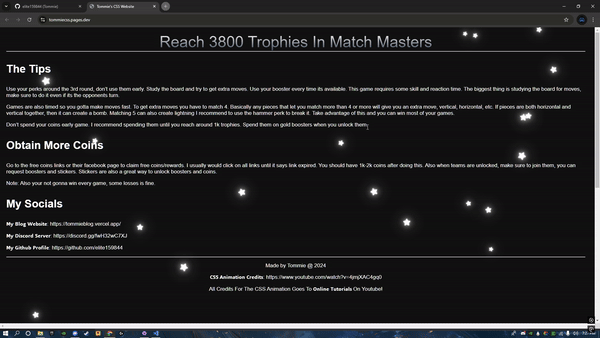 elite159844 (Tommie)
Tommie's CSS Website
tommiecss.pages.dev
Reach 3800 Trophies In Match Masters
The Tips
Use your perks around the 3rd round, don't use them early. Study the board and try to get extra moves. Use your booster every time its available. This game requires some skill and reaction time. The biggest thing is studying the board for moves,
make sure to do it even if its the opponents turn.
Games are also timed so you gotta make moves fast. To get extra moves you have to match 4. Basically any pieces that let you match more than 4 or more will give you an extra move, vertical, horizontal, etc. If pieces are both horizontal and
vertical together, then it can create a bomb. Matching 5 can also create lightning I recommend to use the hammer perk to break it. Take advantage of this and you can win most of your games.
Don't spend your coins early game. I recommend spending them until you reach around 1k trophies. Spend them on gold boosters when you unlock them.
Obtain More Coins
Go to the free coins links or their facebook page to claim free coins/rewards. I usually would click on all links until it says link expired. You should have 1k-2k coins after doing this. Also when teams are unlocked, make sure to join them, you can
request boosters and stickers. Stickers are also a great way to unlock boosters and coins.
Note: Also your not gonna win every game, some losses is fine.
My Socials
My Blog Website: https://tommieblog.vercel.app/
My Discord Server: https://discord.gg/fwH32wC7XJ
My Github Profile: https://github.com/elite159844
Made by Tommie @ 2024
CSS Animation Credits: https://www.youtube.com/watch?v=4jmjXAC4gq0
All Credits For The CSS Animation Goes To Online Tutorials On Youtube!